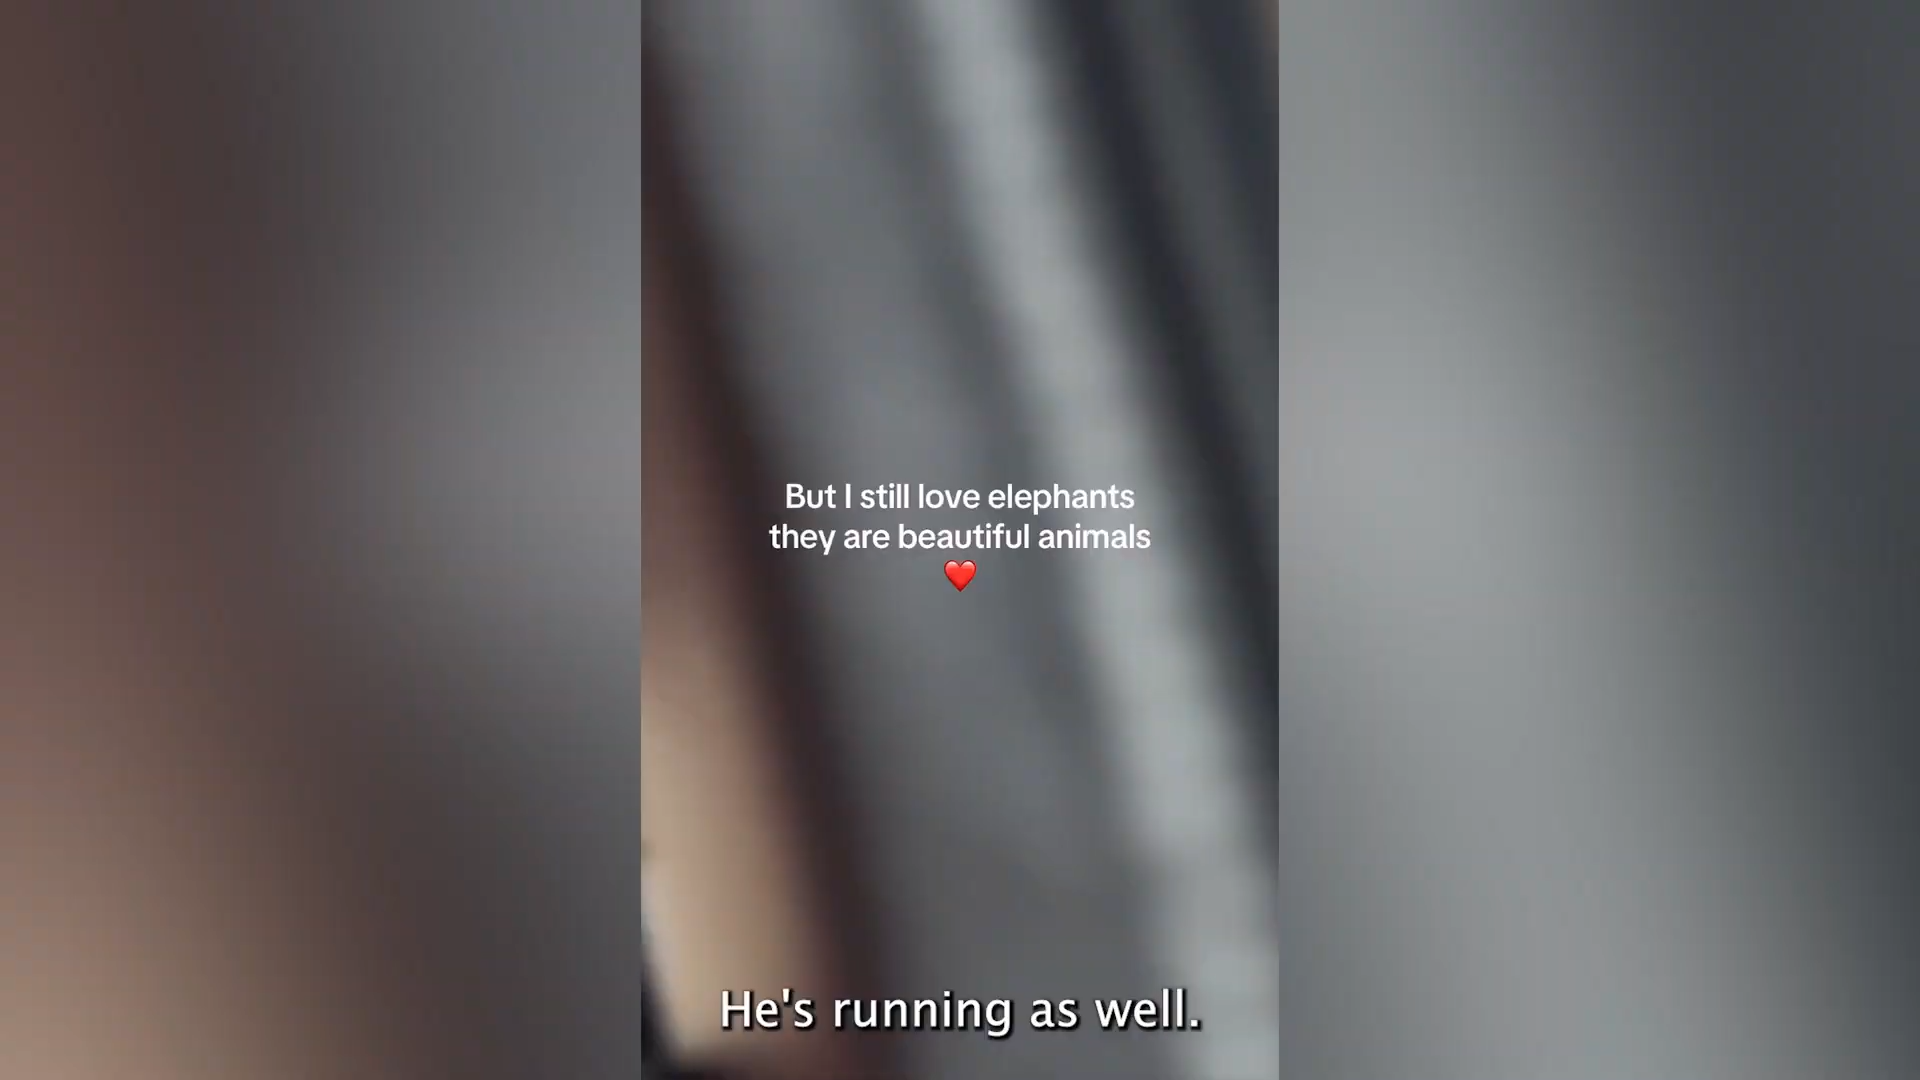 But I still love elephants
they are beautiful animals
❤️
He's running as well.